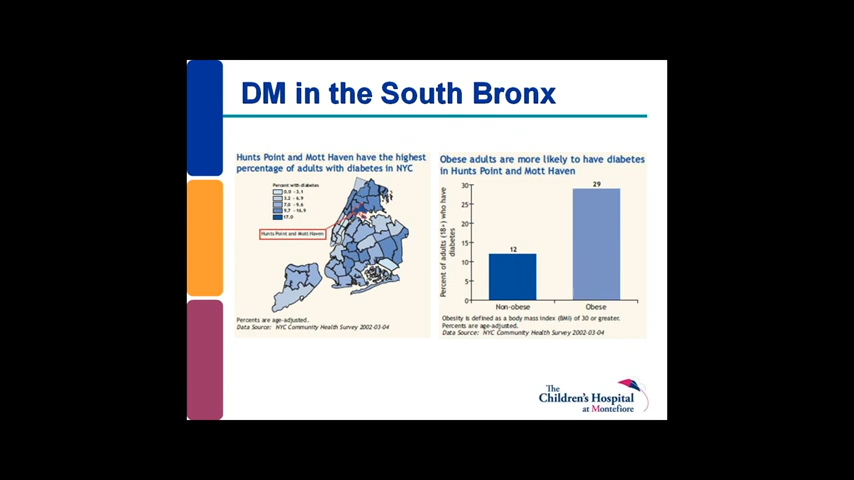 DM in the South Bronx
Hunts Point and Mott Haven have the highest
percentage of adults with diabetes in NYC
Percent with diabetes
0.0 - 3.1
3.2 - 6.9
7.0 - 9.6
9.7 - 16.9
17.0
Hunts Point and Mott Haven
Percents are age-adjusted.
Data Source: NYC Community Health Survey 2002-03-04
Obese adults are more likely to have diabetes
in Hunts Point and Mott Haven
Percent of adults (18+) who have
diabetes
30
25
20
15
10
5
0
12
29
Non-obese
Obese
Obesity is defined as a body mass index (BMI) of 30 or greater.
Percents are age-adjusted.
Data Source: NYC Community Health Survey 2002-03-04
The
Children's Hospital
at Montefiore